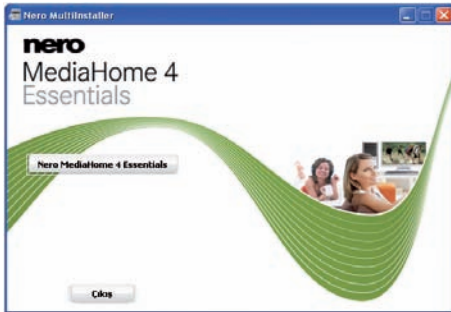 Nero MultiInstaller
nero
MediaHome 4
Essentials
Nero MediaHome 4 Essentials
Çıkış